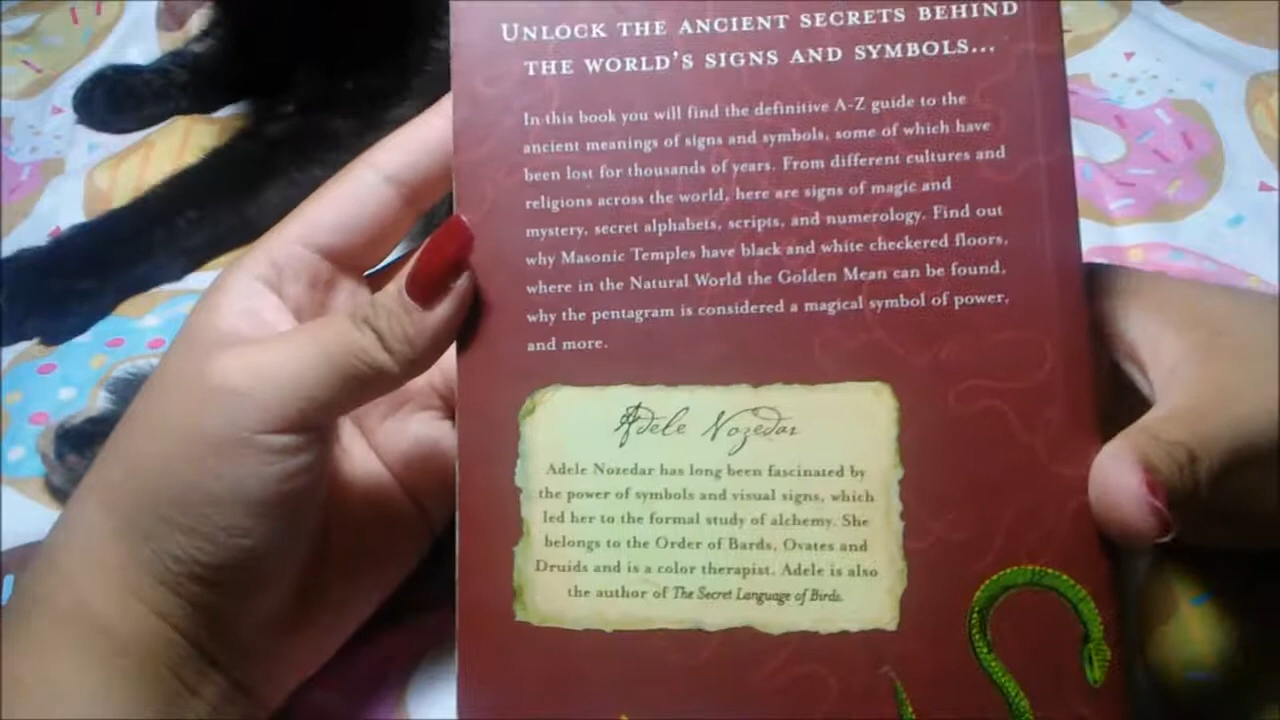 UNLOCK THE ANCIENT SECRETS BEHIND
THE WORLD'S SIGNS AND SYMBOLS...
In this book you will find the definitive A-Z guide to the
ancient meanings of signs and symbols, some of which have
been lost for thousands of years. From different cultures and
religions across the world, here are signs of magic and
mystery, secret alphabets, scripts, and numerology. Find out
why Masonic Temples have black and white checkered floors,
where in the Natural World the Golden Mean can be found,
why the pentagram is considered a magical symbol of power,
and more.
Adele Nozedar
Adele Nozedar has long been fascinated by
the power of symbols and visual signs, which
led her to the formal study of alchemy. She
belongs to the Order of Bards, Ovates and
Druids and is a color therapist. Adele is also
the author of The Secret Language of Birds.